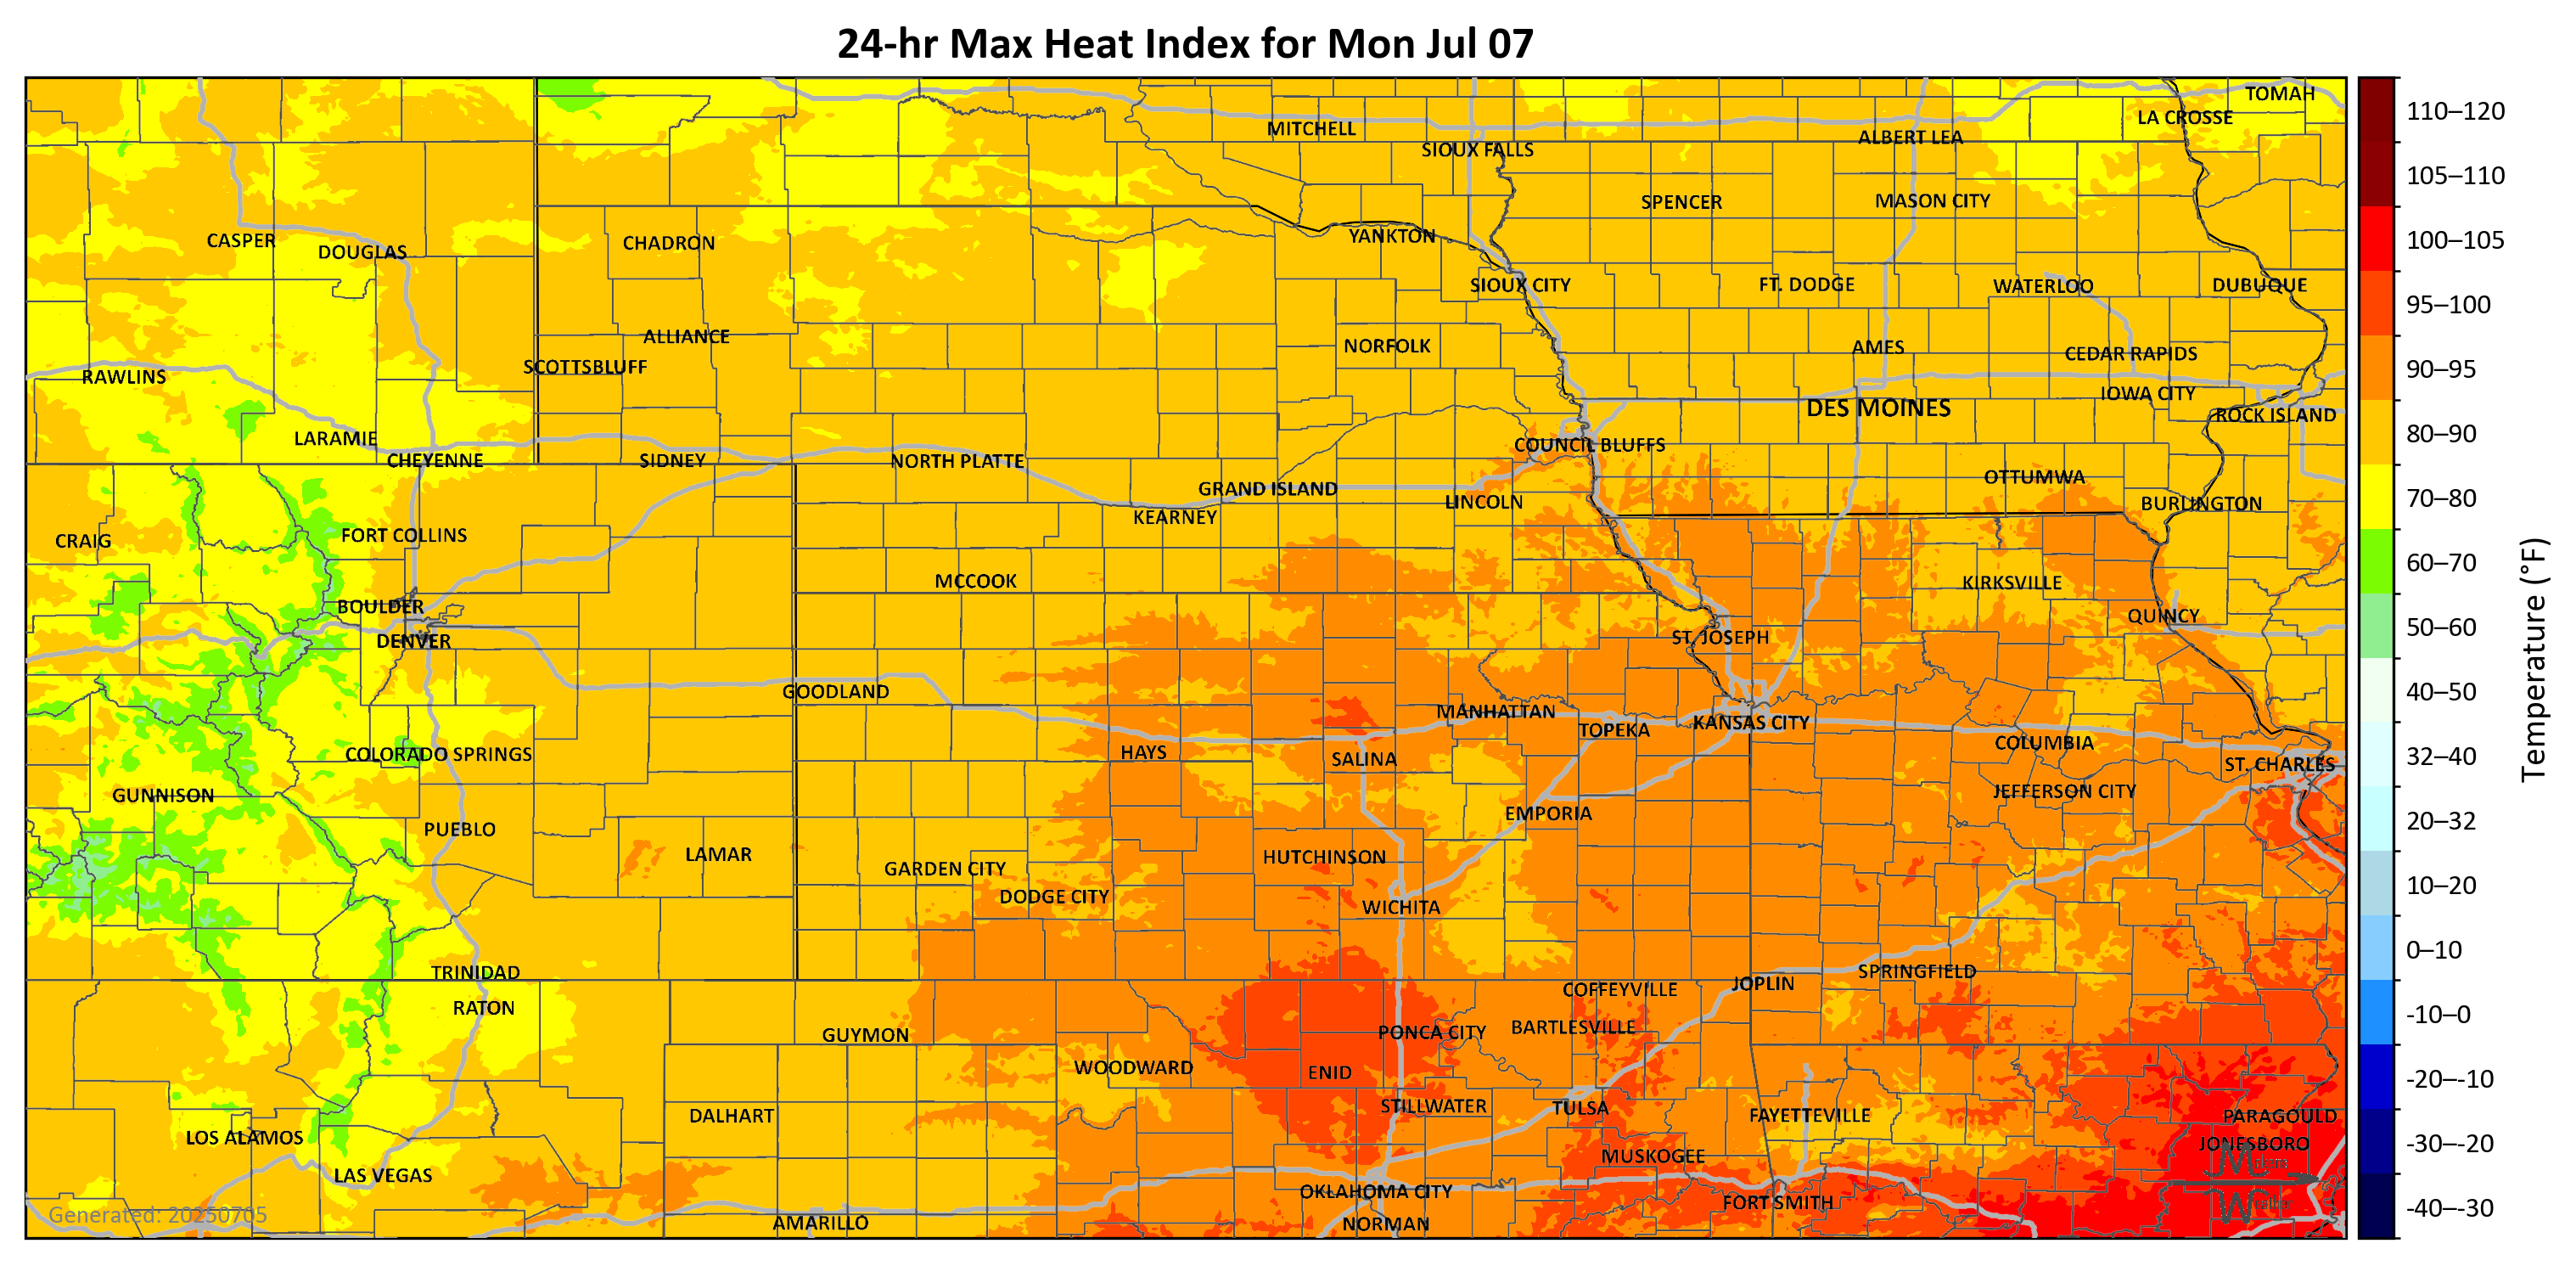 24-hr Max Heat Index for Mon Jul 07
TOMAH
LA CROSSE
MITCHELL
ALBERT LEA
SIOUX FALLS
SPENCER
MASON CITY
YANKTON
CASPER
DOUGLAS
CHADRON
SIOUX CITY
FT. DODGE
WATERLOO
DUBUQUE
ALLIANCE
NORFOLK
AMES
CEDAR RAPIDS
SCOTTSBLUFF
RAWLINS
IOWA CITY
DES MOINES
ROCK ISLAND
LARAMIE
COUNCIL BLUFFS
CHEYENNE
SIDNEY
NORTH PLATTE
OTTUMWA
GRAND ISLAND
LINCOLN
BURLINGTON
KEARNEY
FORT COLLINS
CRAIG
MCCOOK
KIRKSVILLE
BOULDER
QUINCY
DENVER
ST. JOSEPH
GOODLAND
MANHATTAN
KANSAS CITY
TOPEKA
COLUMBIA
HAYS
COLORADO SPRINGS
SALINA
ST. CHARLES
GUNNISON
JEFFERSON CITY
EMPORIA
PUEBLO
LAMAR
HUTCHINSON
GARDEN CITY
DODGE CITY
WICHITA
TRINIDAD
SPRINGFIELD
JOPLIN
COFFEYVILLE
RATON
BARTLESVILLE
PONCA CITY
GUYMON
WOODWARD
ENID
STILLWATER
TULSA
DALHART
FAYETTEVILLE
PARAGOULD
LOS ALAMOS
JONESBORO
MUSKOGEE
LAS VEGAS
OKLAHOMA CITY
FORT SMITH
AMARILLO
NORMAN
Generated: 20250705
110–120
105–110
100–105
95–100
90–95
80–90
70–80
60–70
50–60
40–50
32–40
20–32
10–20
0–10
-10–0
-20–-10
-30–-20
-40–-30
Temperature (°F)